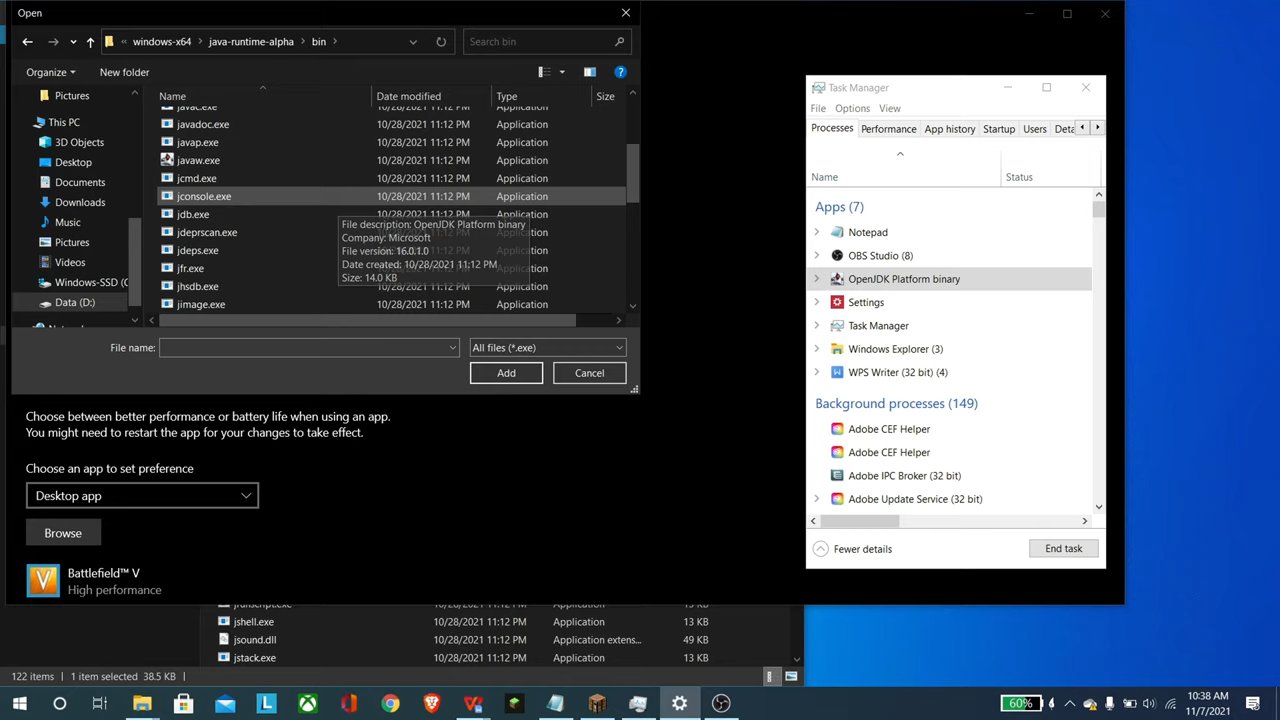 Open
« windows-x64 > java-runtime-alpha > bin >
Search bin
Organize
New folder
Name
Date modified
Type
Size
Pictures
This PC
3D Objects
Desktop
Documents
Downloads
Music
Pictures
Videos
Windows-SSD (C
Data (D:)
javac.exe 10/28/2021 11:12 PM Application
javadoc.exe 10/28/2021 11:12 PM Application
javap.exe 10/28/2021 11:12 PM Application
javaw.exe 10/28/2021 11:12 PM Application
jcmd.exe 10/28/2021 11:12 PM Application
jconsole.exe 10/28/2021 11:12 PM Application
jdb.exe 10/28/2021 11:12 PM Application
jdeprscan.exe Application
jdeps.exe Application
jfr.exe Application
jhsdb.exe 10/28/2021 11:12 PM Application
jimage.exe 10/28/2021 11:12 PM Application
File description: OpenJDK Platform binary
Company: Microsoft
File version: 16.0.1.0
Date created: 10/28/2021 11:12 PM
Size: 14.0 KB
File name:
All files (*.exe)
Add
Cancel
Choose between better performance or battery life when using an app.
You might need to restart the app for your changes to take effect.
Choose an app to set preference
Desktop app
Browse
Battlefield™ V
High performance
Task Manager
File Options View
Processes Performance App history Startup Users Deta
Name
Status
Apps (7)
Notepad
OBS Studio (8)
OpenJDK Platform binary
Settings
Task Manager
Windows Explorer (3)
WPS Writer (32 bit) (4)
Background processes (149)
Adobe CEF Helper
Adobe CEF Helper
Adobe IPC Broker (32 bit)
Adobe Update Service (32 bit)
Fewer details
End task
jrunscript.exe 10/28/2021 11:12 PM Application 13 KB
jshell.exe 10/28/2021 11:12 PM Application 13 KB
jsound.dll 10/28/2021 11:12 PM Application extens... 49 KB
jstack.exe 10/28/2021 11:12 PM Application 13 KB
122 items 1 item selected 38.5 KB
60%
10:38 AM
11/7/2021